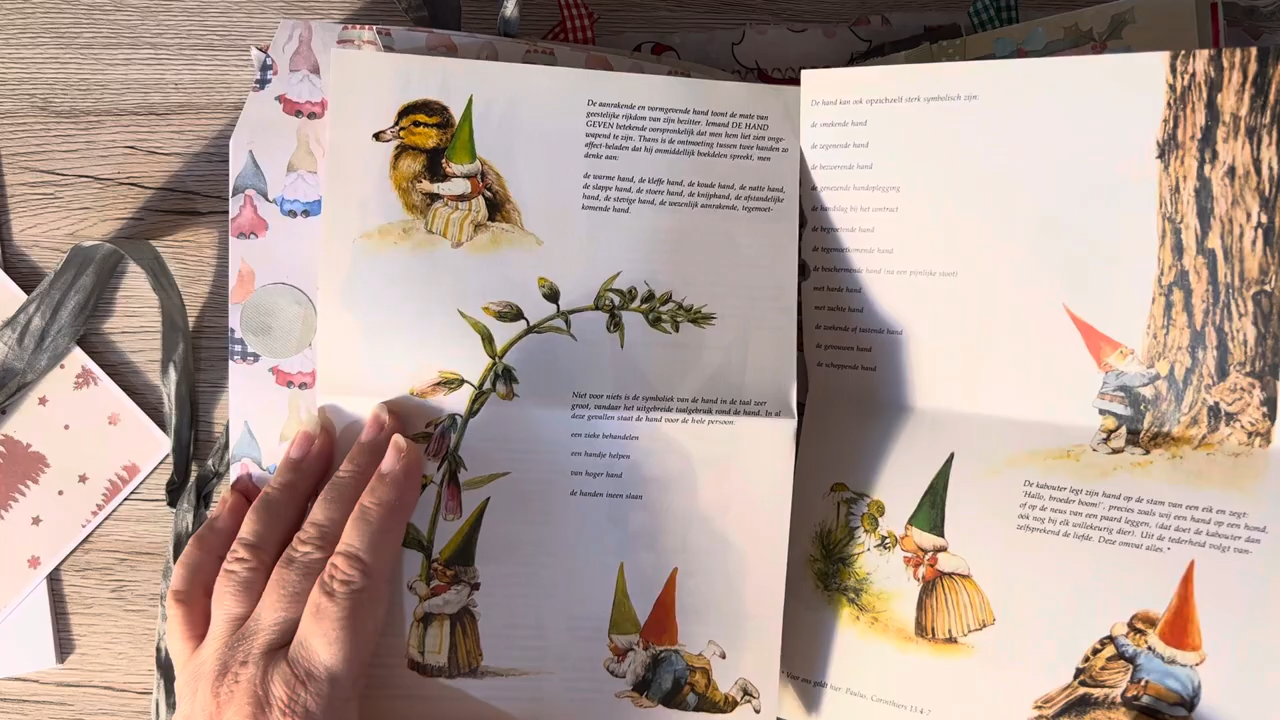 De aanrakende en vormgevende hand toont de mate van
geestelijke rijkdom van zijn bezitter. Iemand DE HAND
GEVEN betekende oorspronkelijk dat men hem liet zien onge-
wapend te zijn. Thans is de ontmoeting tussen twee handen zo
affect-beladen dat hij onmiddellijk boekdelen spreekt, men
denke aan:
de warme hand, de kleffe hand, de koude hand, de natte hand,
de slappe hand, de stoere hand, de knijphand, de afstandelijke
hand, de stevige hand, de wezenlijk aanrakende, tegemoet-
komende hand.
Niet voor niets is de symboliek van de hand in de taal zeer
groot, vandaar het uitgebreide taalgebruik rond de hand. In al
deze gevallen staat de hand voor de hele persoon:
een zieke behandelen
een handje helpen
van hoger hand
de handen ineen slaan
De hand kan ook opzichzelf sterk symbolisch zijn:
de smekende hand
de zegenende hand
de bezwerende hand
de genezende handoplegging
de handslag bij het contract
de begroetende hand
de tegemoetkomende hand
de beschermende hand (na een pijnlijke stoot)
met harde hand
met zachte hand
de zoekende of tastende hand
de gevouwen hand
de scheppende hand
De kabouter legt zijn hand op de stam van een eik en zegt:
'Hallo, broeder boom!', precies zoals wij een hand op een hond,
of op de neus van een paard leggen, (dat doet de kabouter dan
oók nog bij elk willekeurig dier). Uit de tederheid volgt van-
zelfsprekend de liefde. Deze omvat alles.*
* Voor ons geldt hier: Paulus, Corinthiers 13:4-7